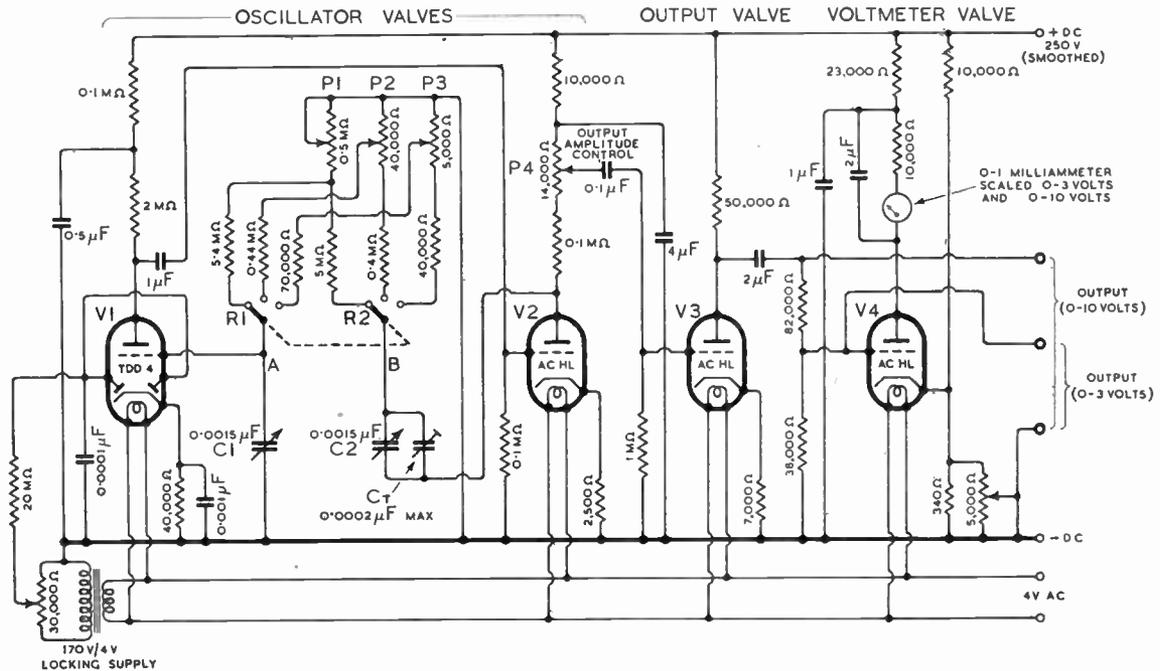 OSCILLATOR VALVES
OUTPUT VALVE
VOLTMETER VALVE
+ DC
250 V
(SMOOTHED)
0·1 MΩ
P1
P2
P3
10,000 Ω
23,000 Ω
10,000 Ω
0·5 MΩ
40,000 Ω
5,000 Ω
OUTPUT
AMPLITUDE
CONTROL
P4
14,000 Ω
0·1 µF
1 µF
2 µF
10,000 Ω
0-1 MILLIAMMETER
SCALED 0-3 VOLTS
AND 0-10 VOLTS
2 MΩ
50,000 Ω
0·5 µF
5·4 MΩ
0·44 MΩ
70,000 Ω
5 MΩ
0·4 MΩ
40,000 Ω
0·1 MΩ
4 µF
1 µF
2 µF
OUTPUT
(0-10 VOLTS)
V1
R1
R2
V2
V3
82,000 Ω
V4
TDD 4
A
B
AC HL
AC HL
AC HL
OUTPUT
(0-3 VOLTS)
20 MΩ
0·0001 µF
40,000 Ω
0·001 µF
0·0015 µF
C1
0·0015 µF
C2
CT
0·0002 µF MAX
0·1 MΩ
2,500 Ω
1 MΩ
7,000 Ω
38,000 Ω
340 Ω
5,000 Ω
− DC
30,000 Ω
4V AC
170 V/4 V
LOCKING SUPPLY